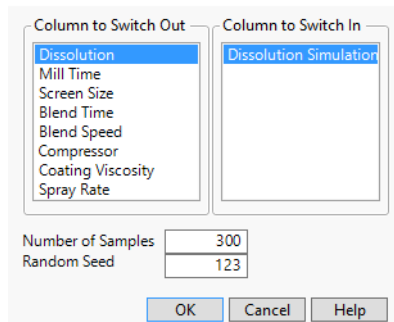 Column to Switch Out
Dissolution
Mill Time
Screen Size
Blend Time
Blend Speed
Compressor
Coating Viscosity
Spray Rate
Column to Switch In
Dissolution Simulation
Number of Samples 300
Random Seed 123
OK Cancel Help